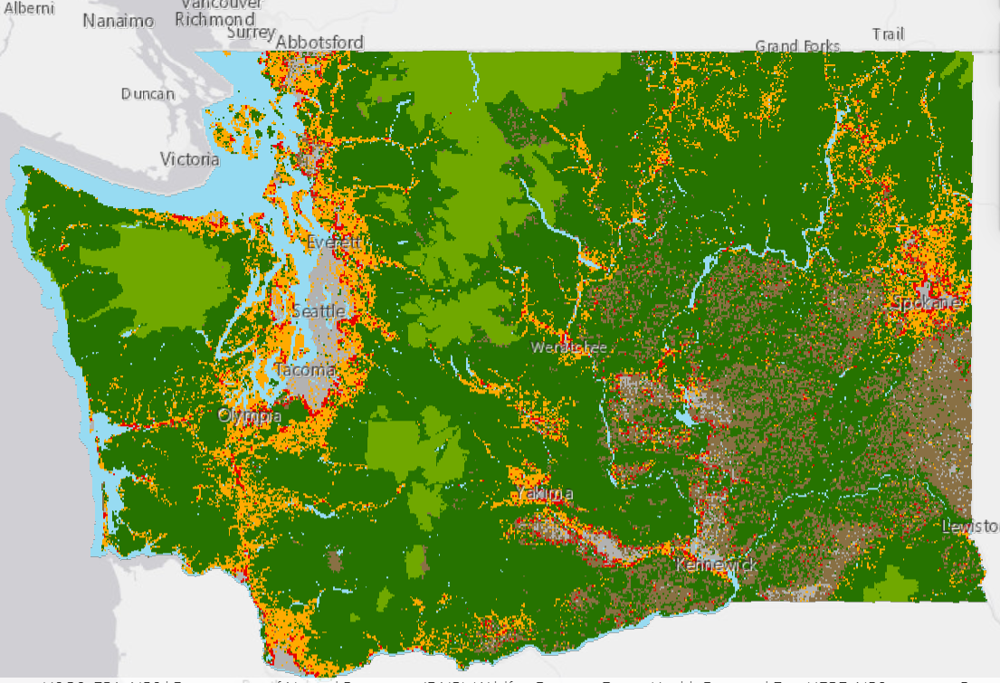 Vancouver
Alberni
Nanaimo
Richmond
Surrey
Abbotsford
Trail
Grand Forks
Duncan
Victoria
Everett
Seattle
Spokane
Wenatchee
Tacoma
Olympia
Yakima
Lewisto
Kennewick